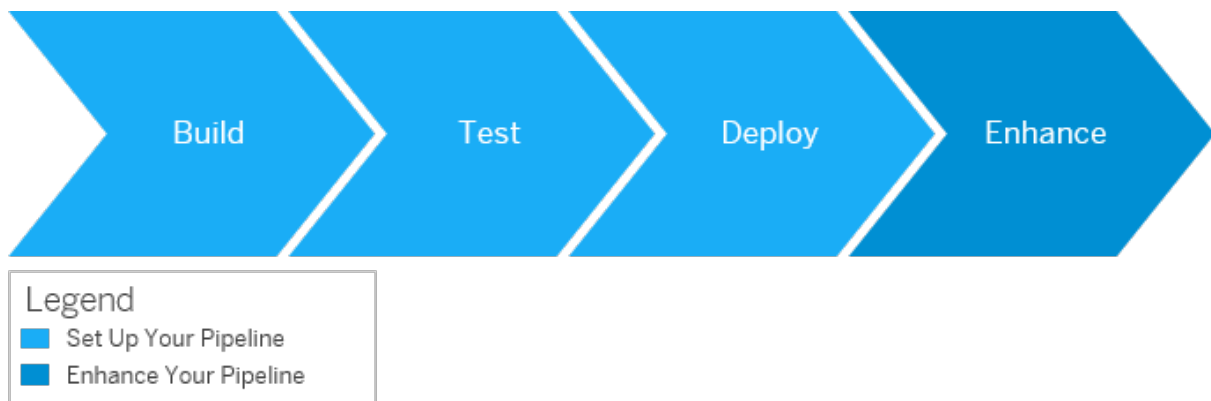 Build
Test
Deploy
Enhance
Legend
Set Up Your Pipeline
Enhance Your Pipeline